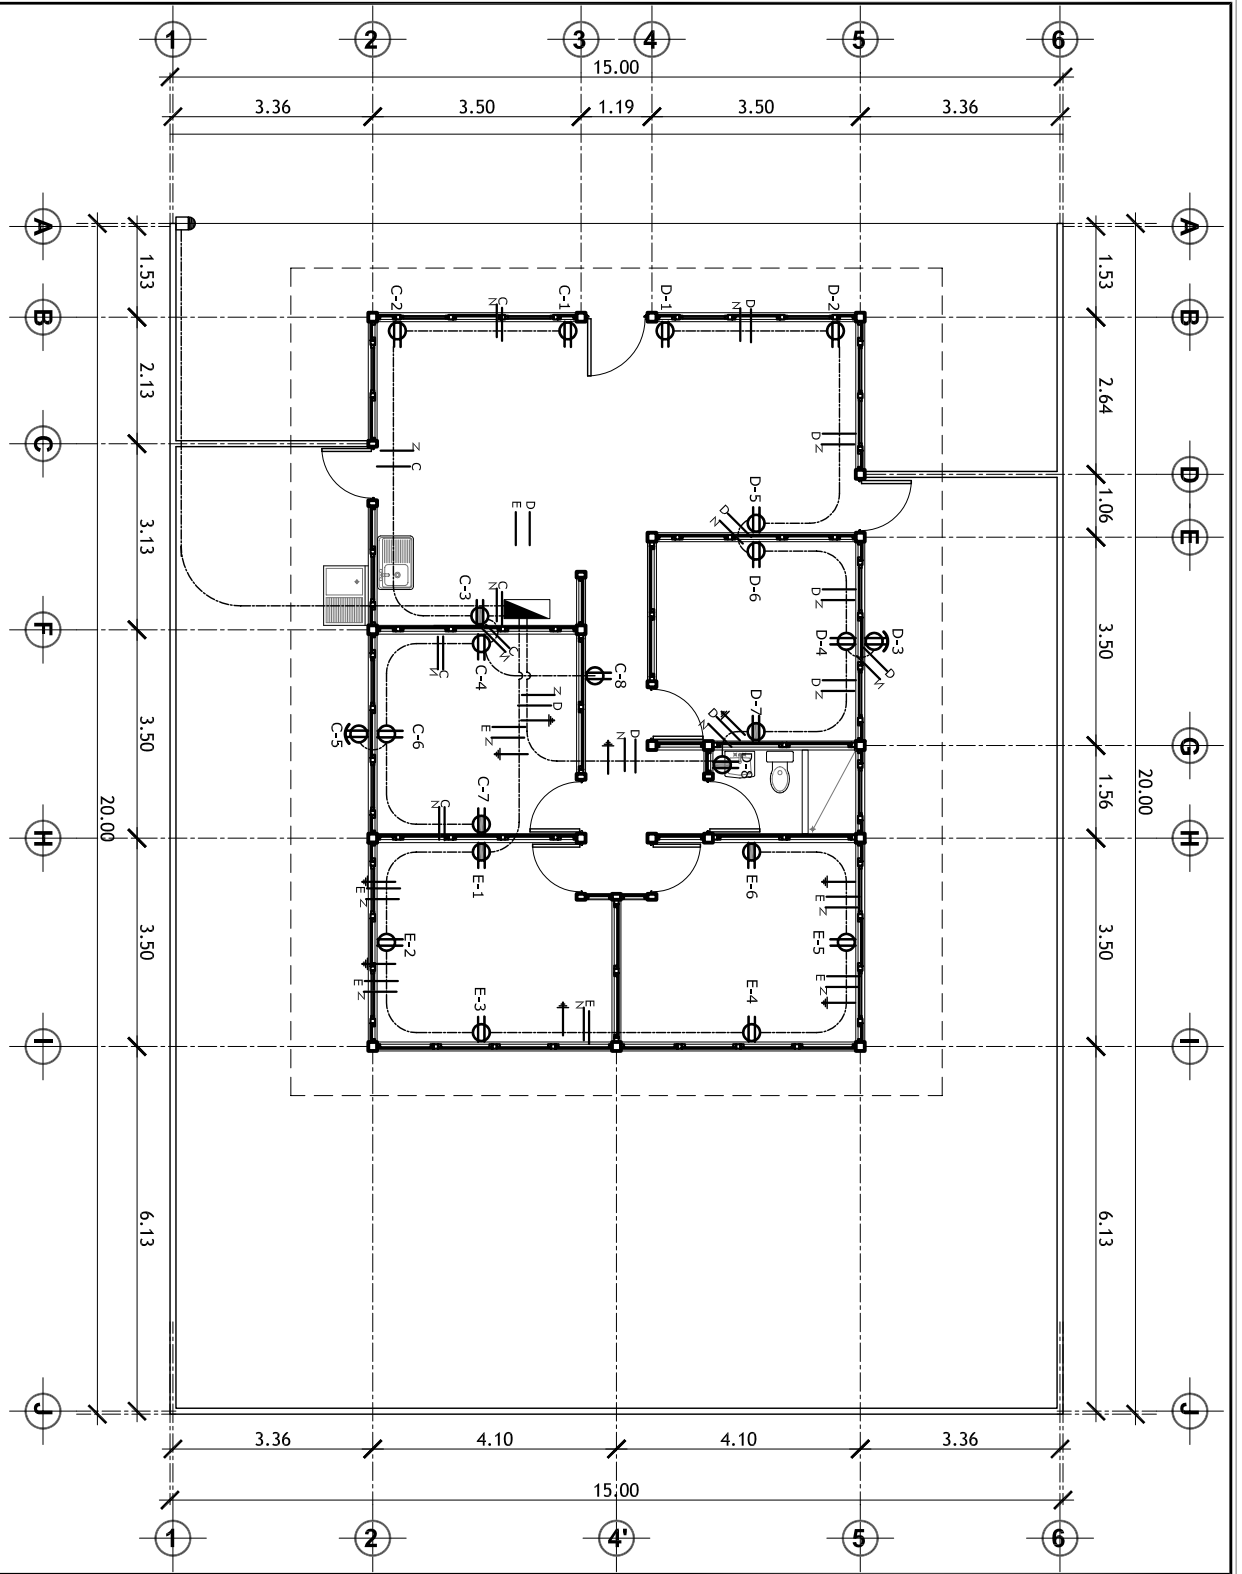 1 2 3 4 5 6
15.00
3.36 3.50 1.19 3.50 3.36
A A
1.53 1.53
B B
C-2 C N C-1 D-1 D N D-2
2.13 2.64
C
N C
D N
D
D-5
1.06
D N
E
D E
3.13
D-6
D N
C-3 C N
F
C N
C-4
C-8
D-4 D-3
D N
3.50
C N
N D
D N
C-5 C-6
E N
D-7
D N
D N
G
D-8
3.50
1.56
20.00
20.00
C-7
C N
H H
E-1 E-6
E N
E N
E-2 E-5
3.50 3.50
E N
E N
E-3 E N E-4
I I
6.13 6.13
J J
3.36 4.10 4.10 3.36
15.00
1 2 4' 5 6